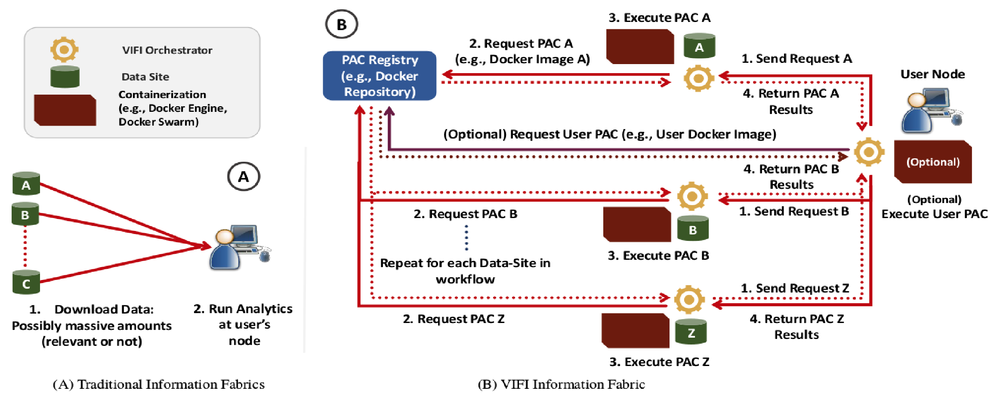 VIFI Orchestrator
Data Site
Containerization
(e.g., Docker Engine,
Docker Swarm)
A
A
B
C
1. Download Data:
Possibly massive amounts
(relevant or not)
2. Run Analytics
at user's
node
(A) Traditional Information Fabrics
B
PAC Registry
(e.g., Docker
Repository)
2. Request PAC A
(e.g., Docker Image A)
3. Execute PAC A
A
1. Send Request A
4. Return PAC A
Results
User Node
(Optional) Request User PAC (e.g., User Docker Image)
(Optional)
(Optional)
Execute User PAC
4. Return PAC B
Results
1. Send Request B
2. Request PAC B
B
3. Execute PAC B
Repeat for each Data-Site in
workflow
1. Send Request Z
2. Request PAC Z
4. Return PAC Z
Results
Z
3. Execute PAC Z
(B) VIFI Information Fabric